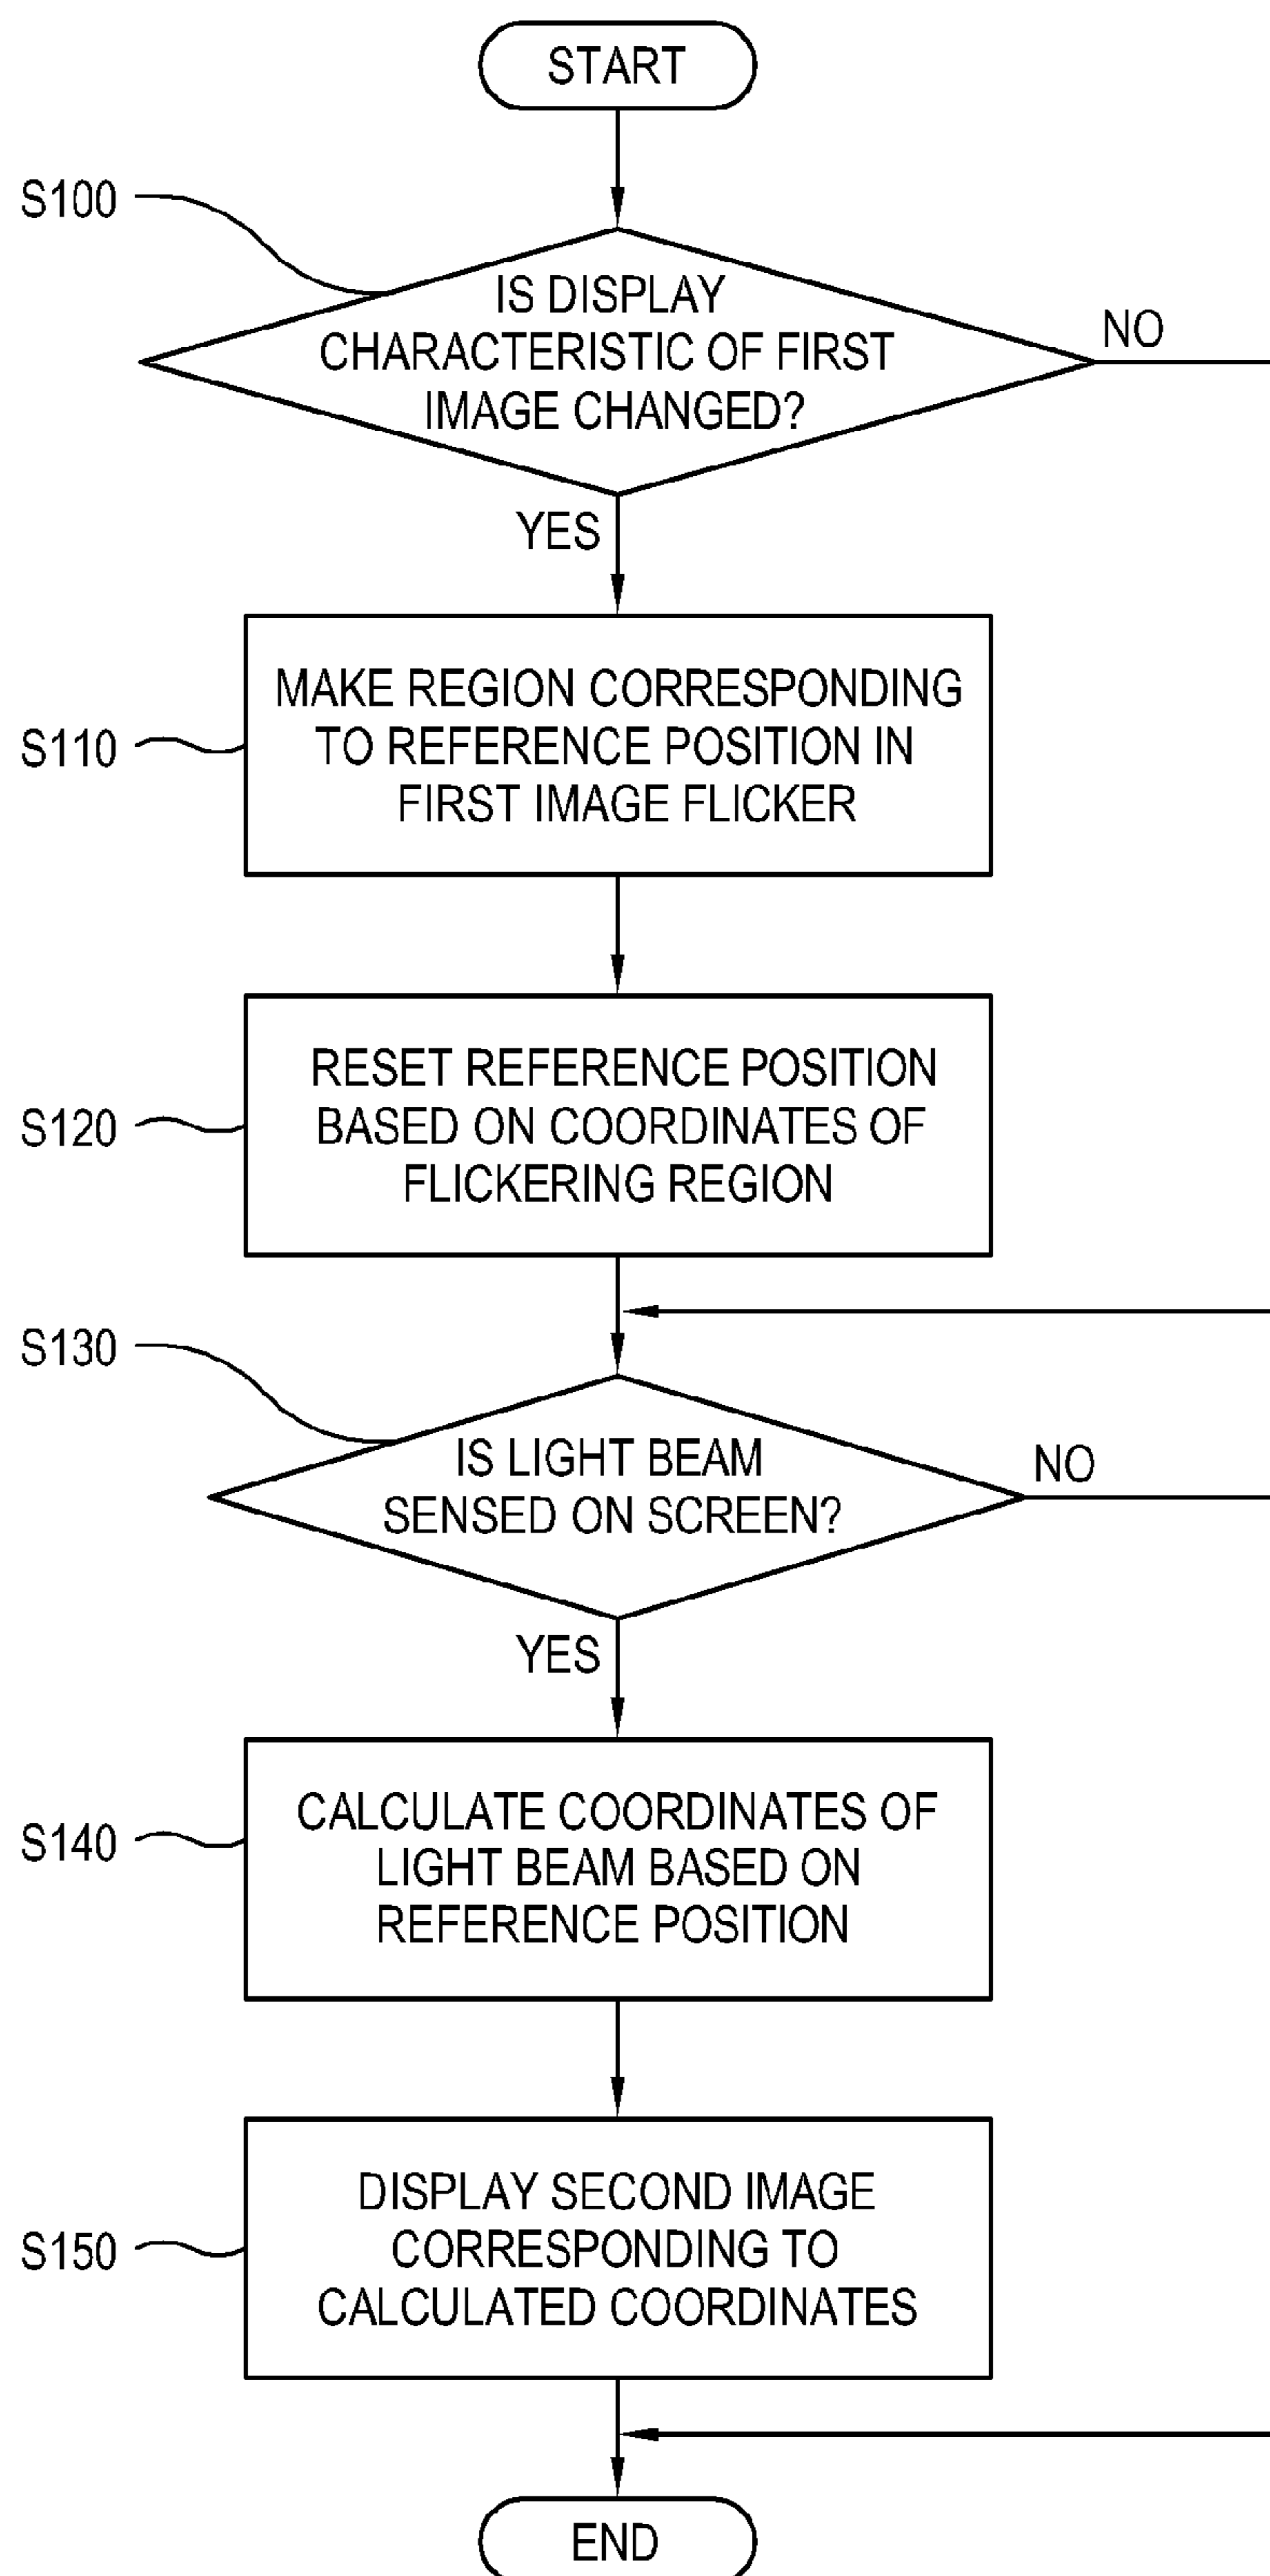 START
S100
IS DISPLAY
CHARACTERISTIC OF FIRST
IMAGE CHANGED?
NO
YES
S110
MAKE REGION CORRESPONDING
TO REFERENCE POSITION IN
FIRST IMAGE FLICKER
S120
RESET REFERENCE POSITION
BASED ON COORDINATES OF
FLICKERING REGION
S130
IS LIGHT BEAM
SENSED ON SCREEN?
NO
YES
S140
CALCULATE COORDINATES OF
LIGHT BEAM BASED ON
REFERENCE POSITION
S150
DISPLAY SECOND IMAGE
CORRESPONDING TO
CALCULATED COORDINATES
END